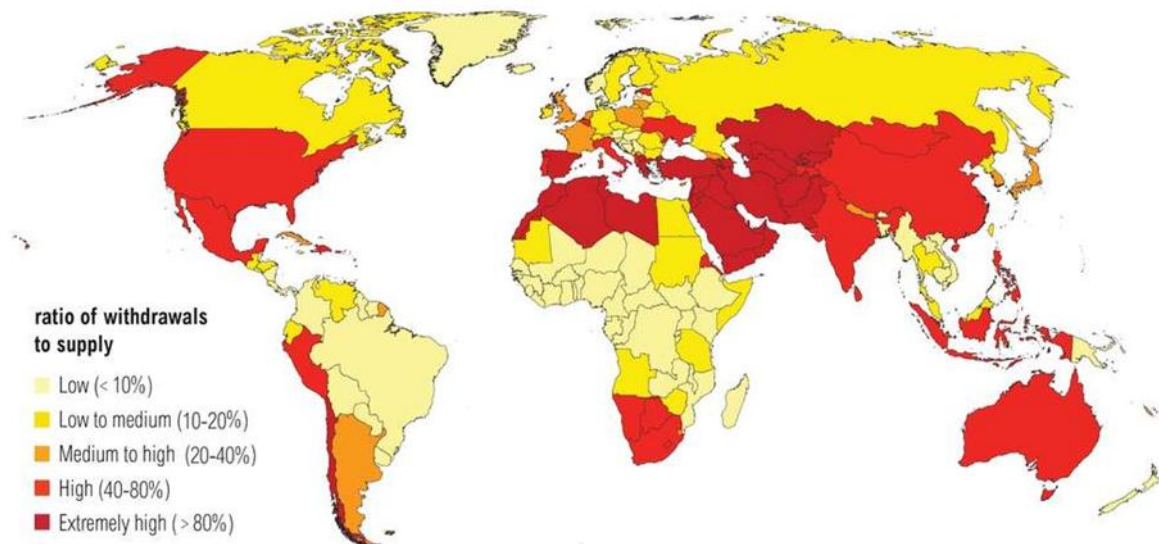 ratio of withdrawals
to supply
Low (< 10%)
Low to medium (10-20%)
Medium to high (20-40%)
High (40-80%)
Extremely high (> 80%)